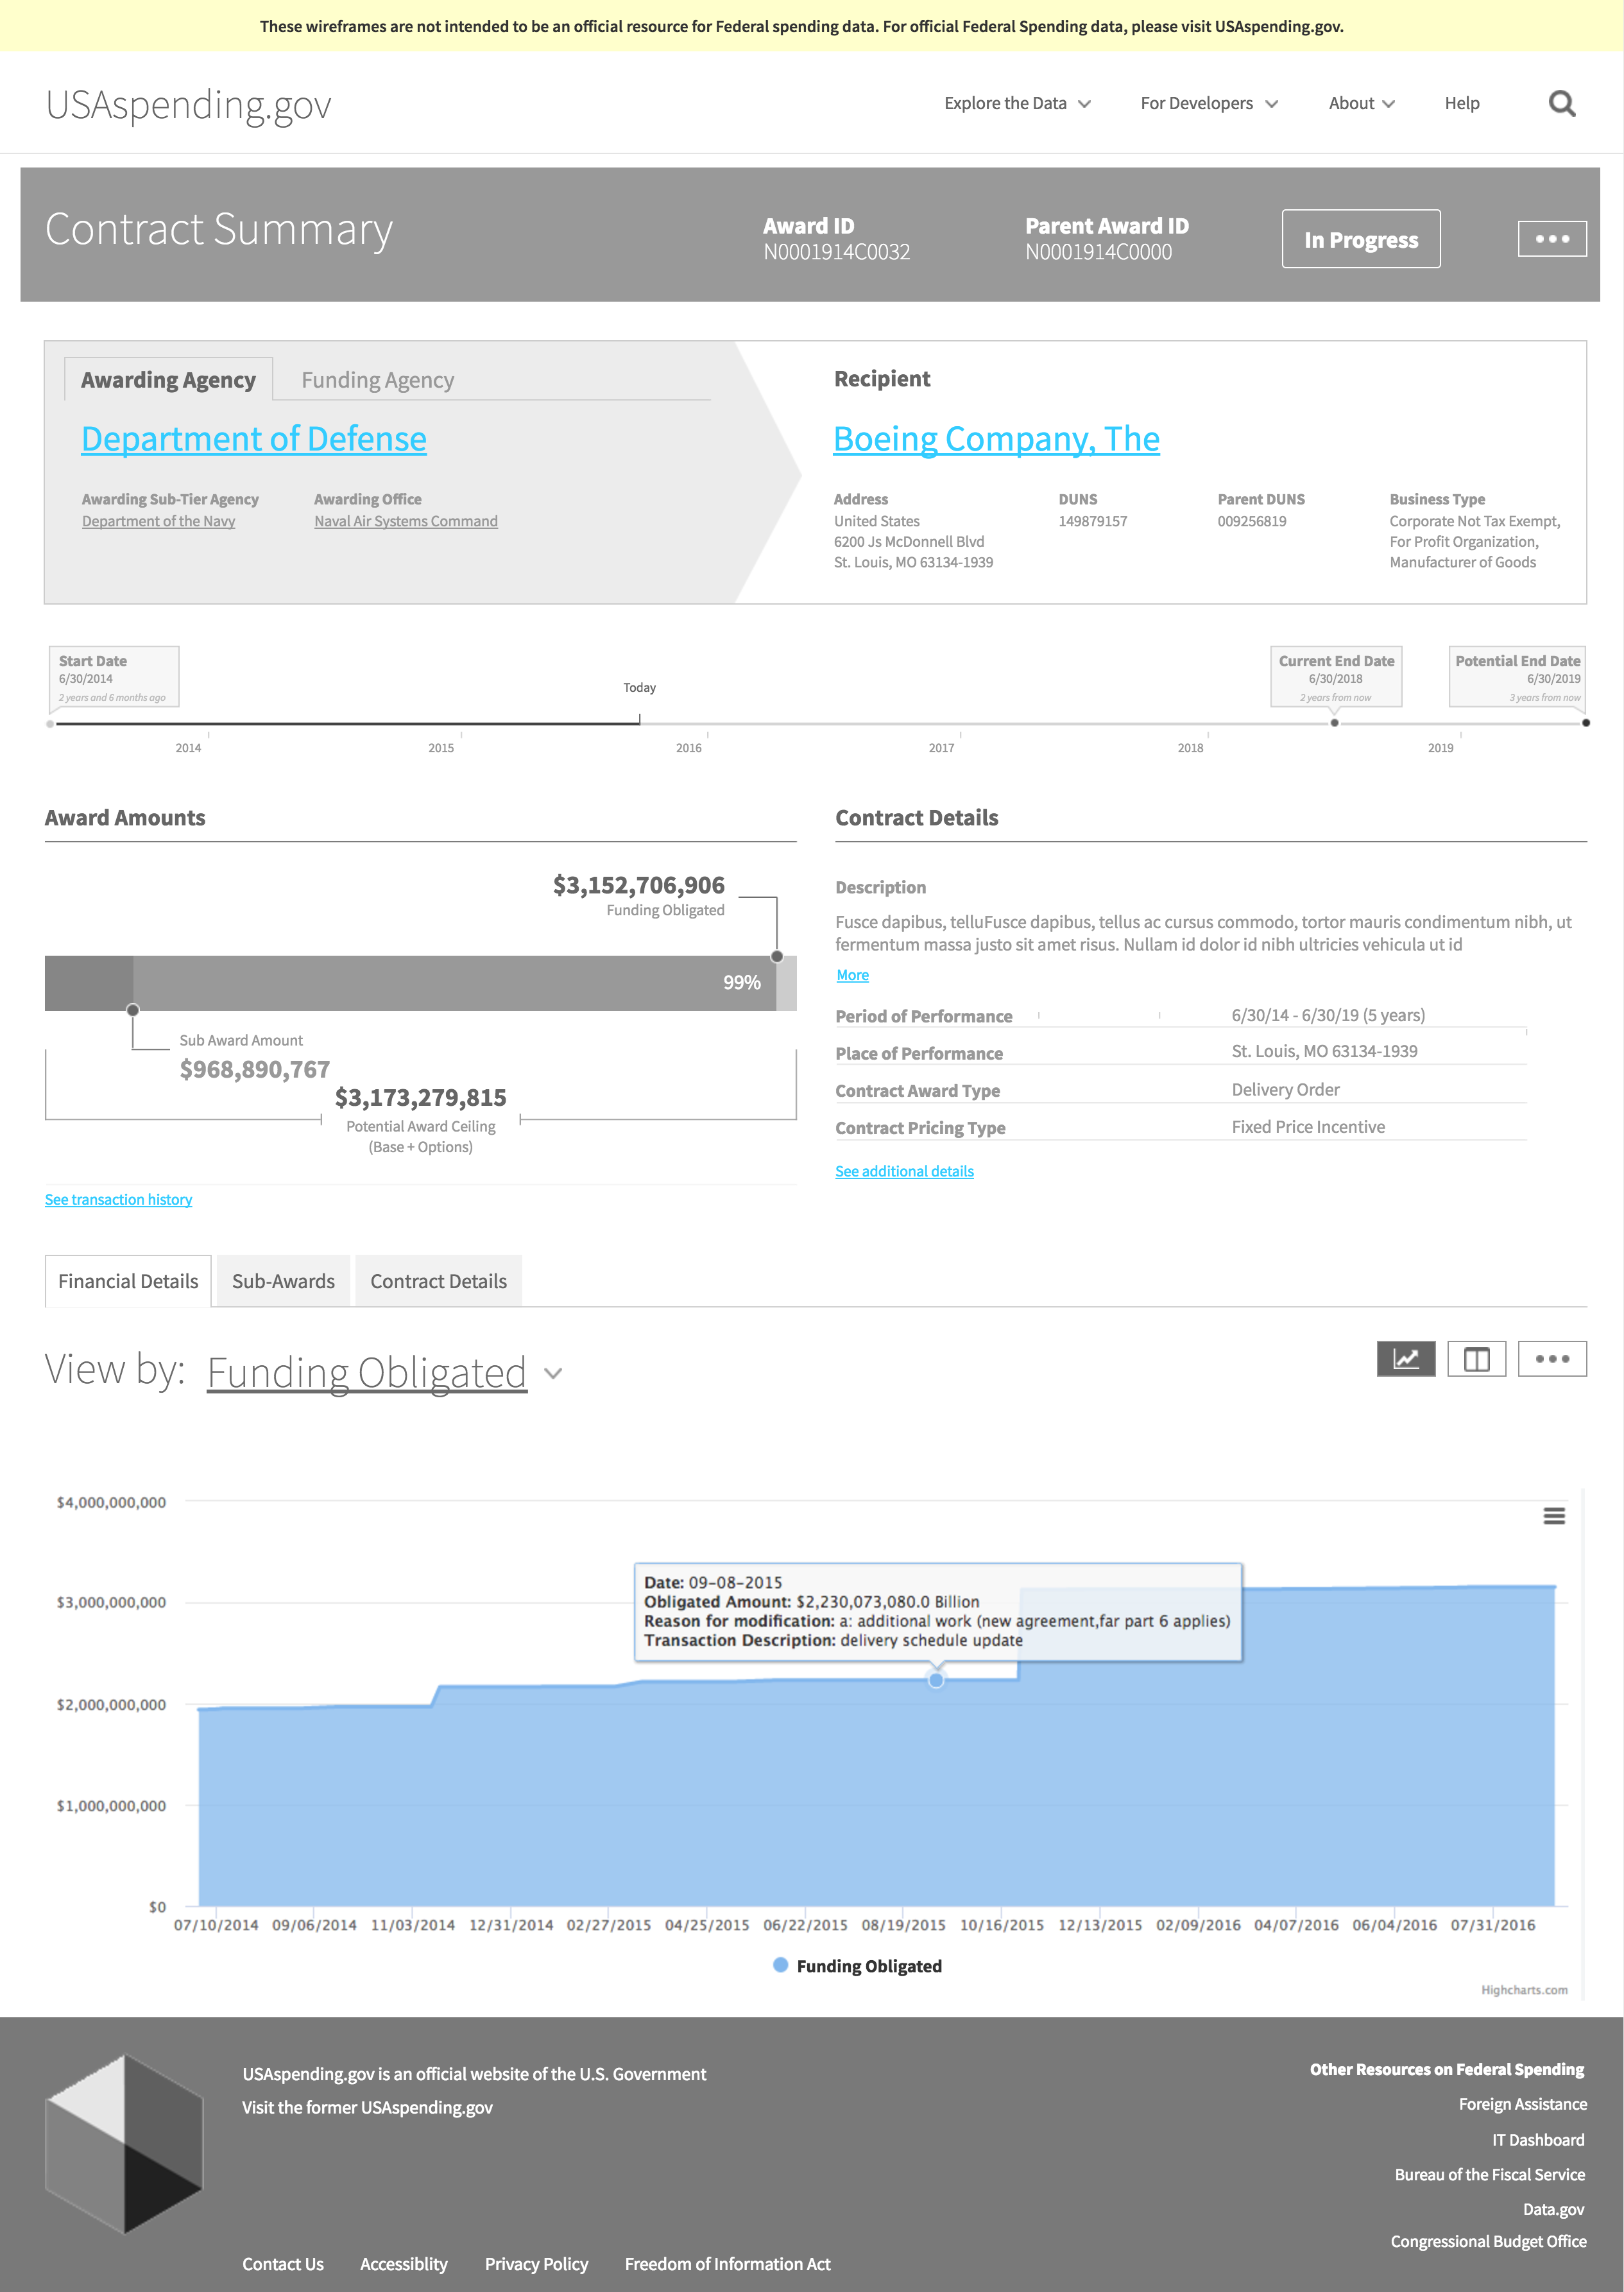 These wireframes are not intended to be an official resource for Federal spending data. For official Federal Spending data, please visit USAspending.gov.
USAspending.gov
Explore the Data
For Developers
About
Help
Contract Summary
Award ID
N0001914C0032
Parent Award ID
N0001914C0000
In Progress
Awarding Agency
Funding Agency
Department of Defense
Awarding Sub-Tier Agency
Department of the Navy
Awarding Office
Naval Air Systems Command
Recipient
Boeing Company, The
Address
United States
6200 Js McDonnell Blvd
St. Louis, MO 63134-1939
DUNS
149879157
Parent DUNS
009256819
Business Type
Corporate Not Tax Exempt,
For Profit Organization,
Manufacturer of Goods
Start Date
6/30/2014
2 years and 6 months ago
Today
Current End Date
6/30/2018
2 years from now
Potential End Date
6/30/2019
3 years from now
2014
2015
2016
2017
2018
2019
Award Amounts
$3,152,706,906
Funding Obligated
99%
Sub Award Amount
$968,890,767
$3,173,279,815
Potential Award Ceiling
(Base + Options)
See transaction history
Contract Details
Description
Fusce dapibus, telluFusce dapibus, tellus ac cursus commodo, tortor mauris condimentum nibh, ut
fermentum massa justo sit amet risus. Nullam id dolor id nibh ultricies vehicula ut id
More
Period of Performance
6/30/14 - 6/30/19 (5 years)
Place of Performance
St. Louis, MO 63134-1939
Contract Award Type
Delivery Order
Contract Pricing Type
Fixed Price Incentive
See additional details
Financial Details
Sub-Awards
Contract Details
View by: Funding Obligated
$4,000,000,000
$3,000,000,000
$2,000,000,000
$1,000,000,000
$0
Date: 09-08-2015
Obligated Amount: $2,230,073,080.0 Billion
Reason for modification: a: additional work (new agreement,far part 6 applies)
Transaction Description: delivery schedule update
07/10/2014
09/06/2014
11/03/2014
12/31/2014
02/27/2015
04/25/2015
06/22/2015
08/19/2015
10/16/2015
12/13/2015
02/09/2016
04/07/2016
06/04/2016
07/31/2016
Funding Obligated
Highcharts.com
USAspending.gov is an official website of the U.S. Government
Visit the former USAspending.gov
Other Resources on Federal Spending
Foreign Assistance
IT Dashboard
Bureau of the Fiscal Service
Data.gov
Congressional Budget Office
Contact Us
Accessiblity
Privacy Policy
Freedom of Information Act